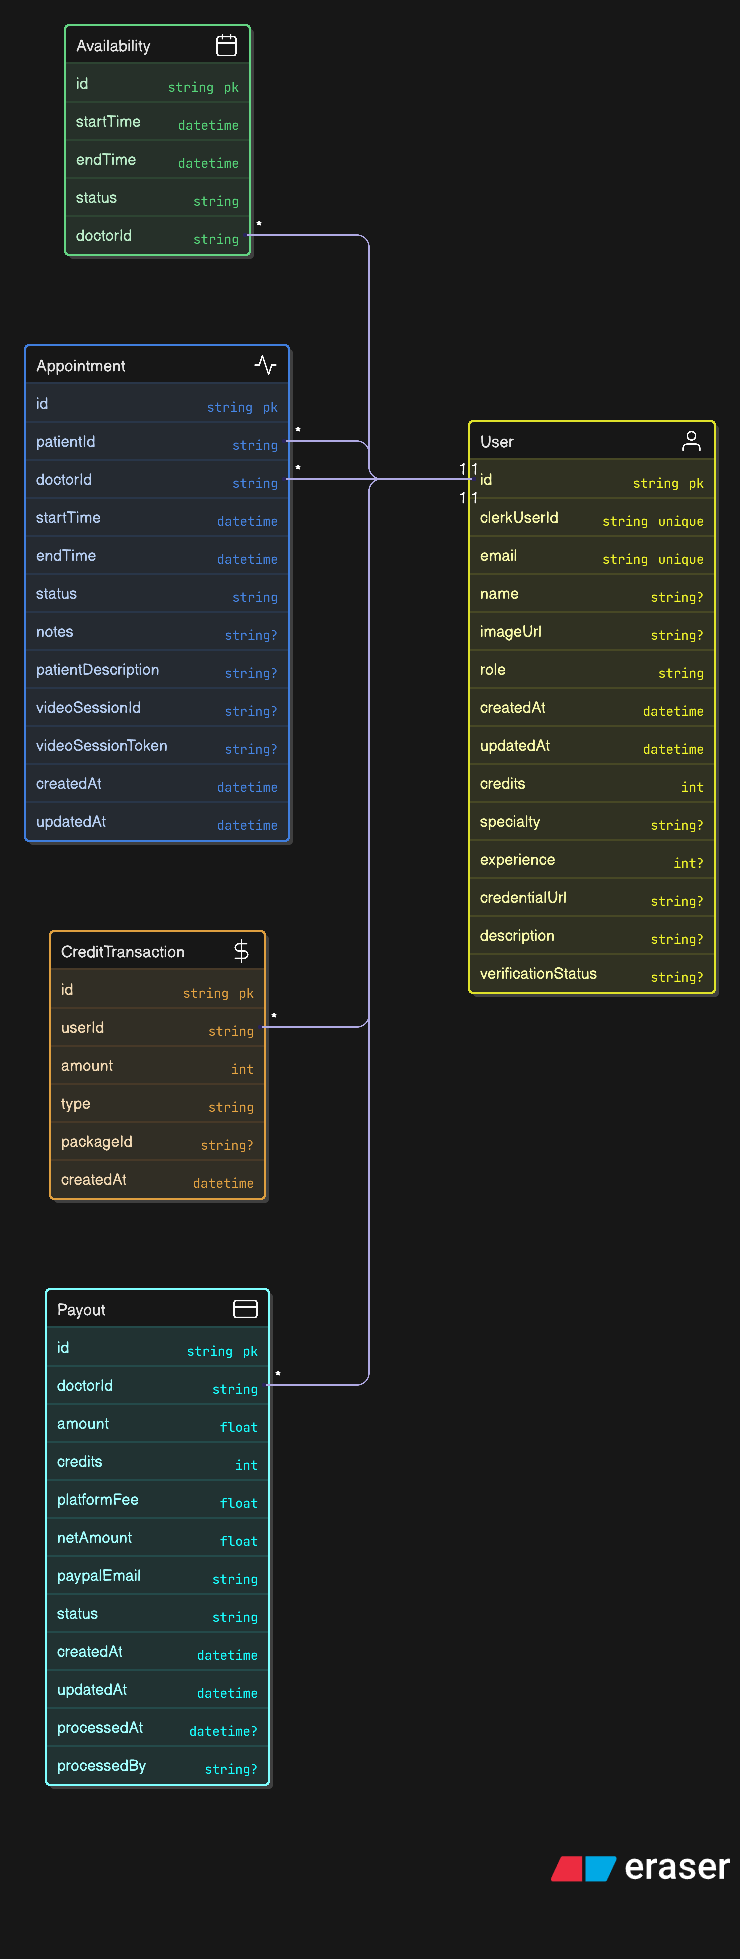 Availability
id string pk
startTime datetime
endTime datetime
status string
doctorId string
*
Appointment
id string pk
patientId string
*
doctorId string
*
startTime datetime
endTime datetime
status string
notes string?
patientDescription string?
videoSessionId string?
videoSessionToken string?
createdAt datetime
updatedAt datetime
User
1 1
id string pk
1 1
clerkUserId string unique
email string unique
name string?
imageUrl string?
role string
createdAt datetime
updatedAt datetime
credits int
specialty string?
experience int?
credentialUrl string?
description string?
verificationStatus string?
CreditTransaction
id string pk
userId string
*
amount int
type string
packageId string?
createdAt datetime
Payout
id string pk
doctorId string
*
amount float
credits int
platformFee float
netAmount float
paypalEmail string
status string
createdAt datetime
updatedAt datetime
processedAt datetime?
processedBy string?
eraser